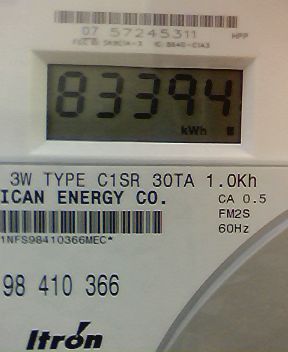 07 57245311 HPP
83394
kWh
3W TYPE C1SR 30TA 1.0Kh
ICAN ENERGY CO. CA 0.5
FM2S
60Hz
1NFS98410366MEC*
98 410 366
Itron